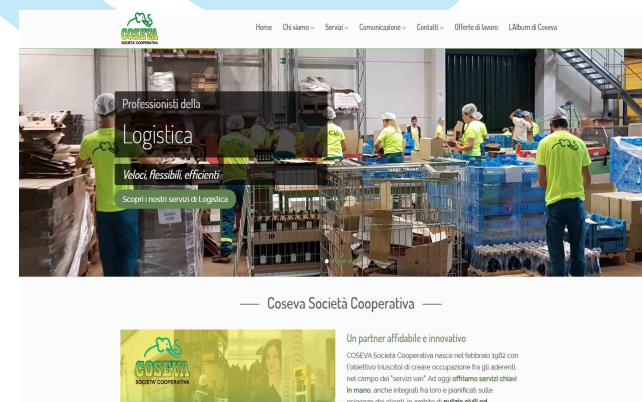 COSEVA
SOCIETA' COOPERATIVA
Home Chi siamo Servizi Comunicazione Contatti Offerte di lavoro L'Album di Coseva
Professionisti della
Logistica
Veloci, flessibili, efficienti
Scopri i nostri servizi di Logistica
Coseva Società Cooperativa
COSEVA
SOCIETA' COOPERATIVA
Un partner affidabile e innovativo
COSEVA Società Cooperativa nasce nel febbraio 1982 con
l'obiettivo (riuscito) di creare occupazione fra gli aderenti,
nel campo dei "servizi vari". Ad oggi offriamo servizi chiavi
in mano, anche integrati fra loro e pianificati sulle
esigenze dei clienti, in ambito di pulizie civili ed